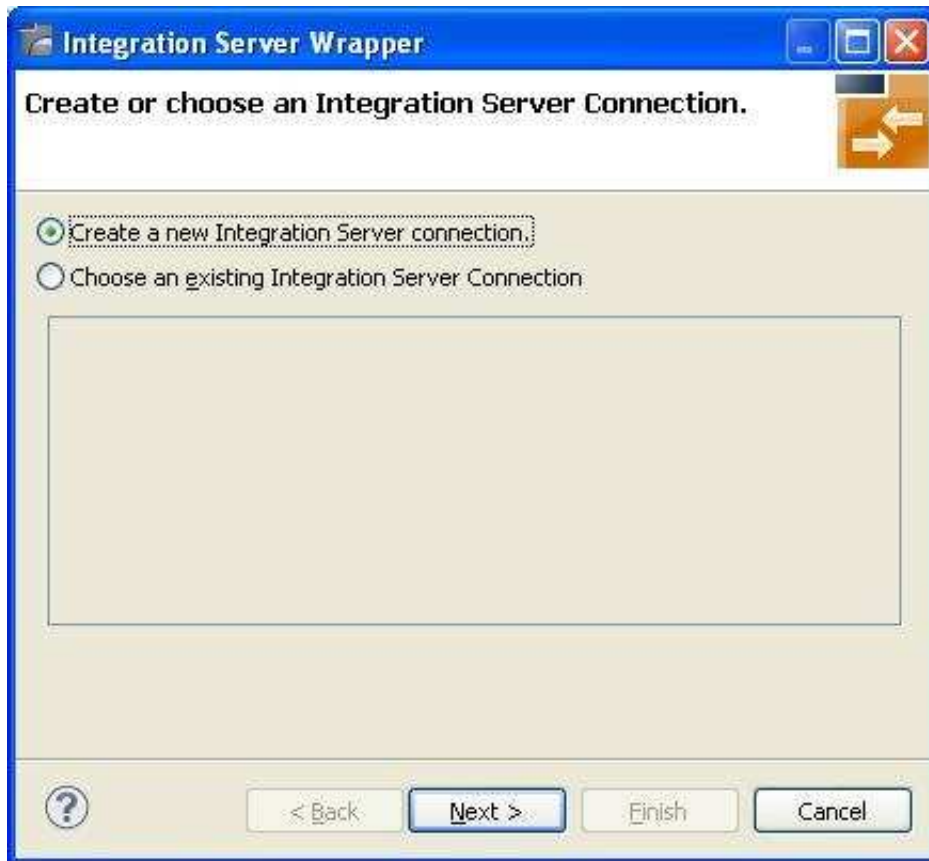 Integration Server Wrapper
Create or choose an Integration Server Connection.
Create a new Integration Server connection.
Choose an existing Integration Server Connection
?
< Back
Next >
Finish
Cancel